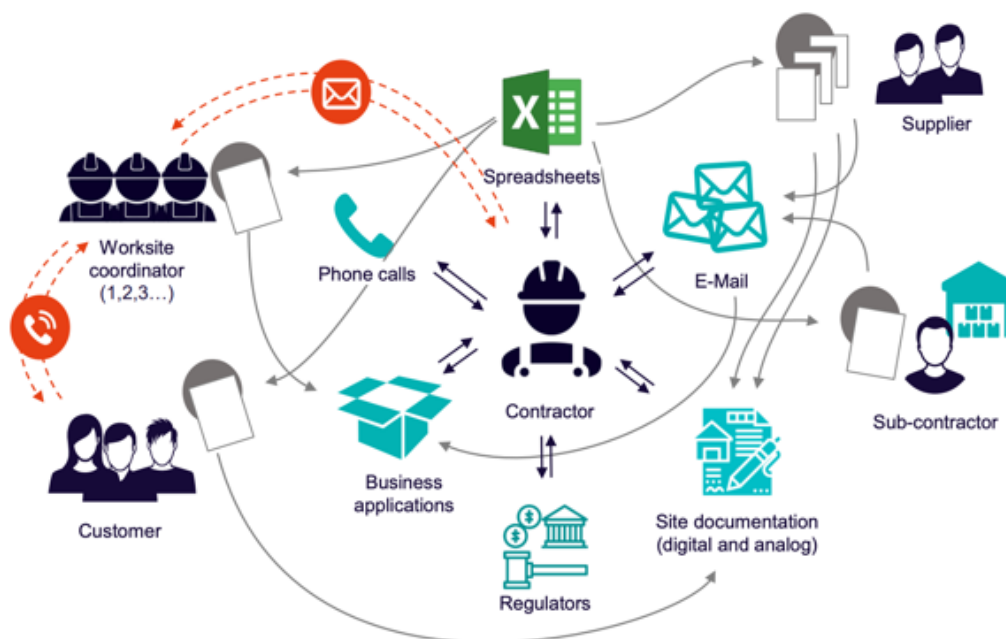 X
Supplier
Spreadsheets
Worksite
coordinator
(1,2,3...)
Phone calls
E-Mail
Contractor
Sub-contractor
Customer
Business
applications
Site documentation
(digital and analog)
$
$
Regulators